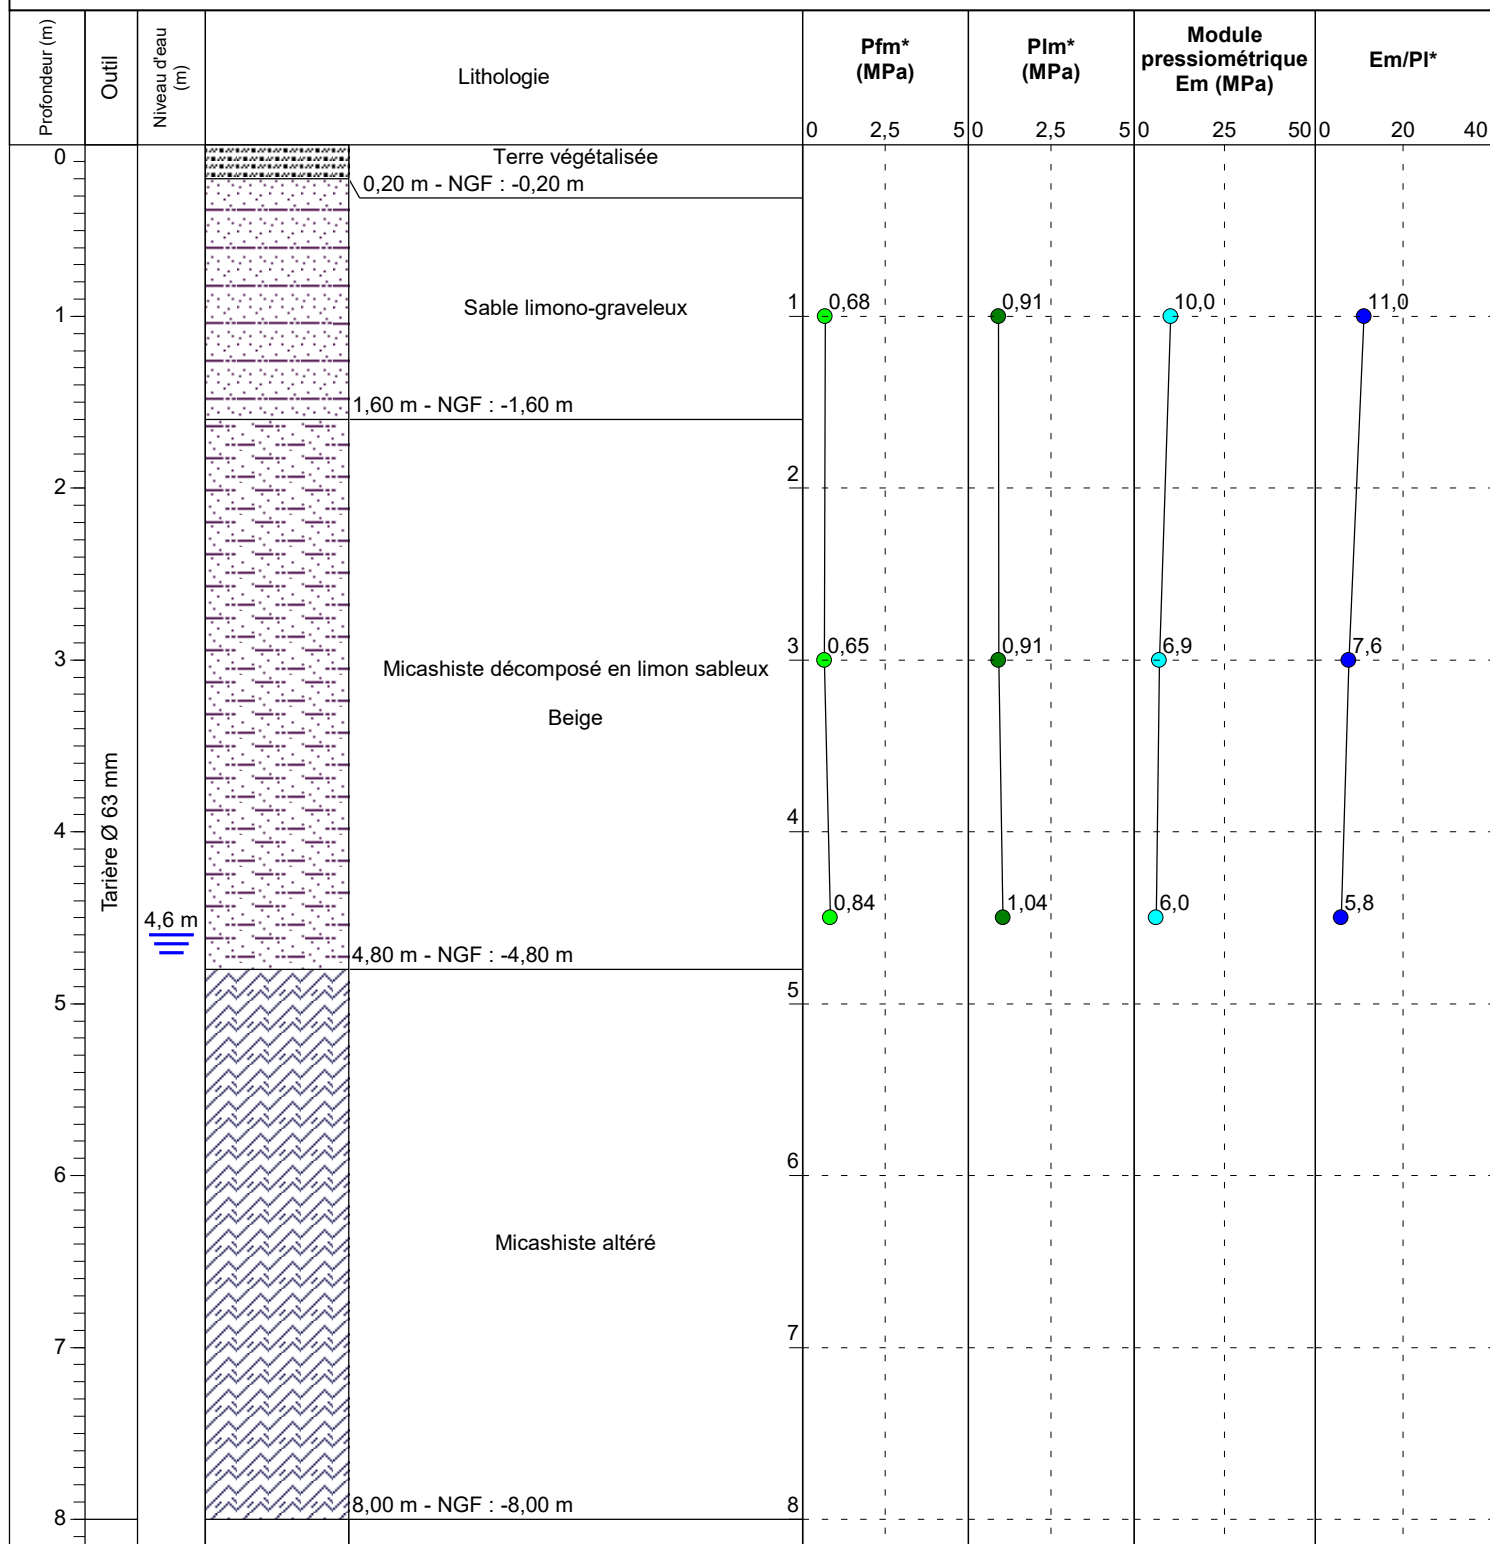 Profondeur (m)
Outil
Niveau d'eau
(m)
Lithologie
Pfm*
(MPa)
Plm*
(MPa)
Module
pressiométrique
Em (MPa)
Em/Pl*
0 2,5 5
0 2,5 5
0 25 50
0 20 40
0
Terre végétalisée
0,20 m - NGF : -0,20 m
Sable limono-graveleux
1 1 0,68 0,91 10,0 11,0
1,60 m - NGF : -1,60 m
2 2
Micashiste décomposé en limon sableux
3 3 0,65 0,91 6,9 7,6
Beige
4 4
Tarière Ø 63 mm
4,6 m
0,84 1,04 6,0 5,8
4,80 m - NGF : -4,80 m
5 5
6 6
Micashiste altéré
7 7
8,00 m - NGF : -8,00 m
8 8